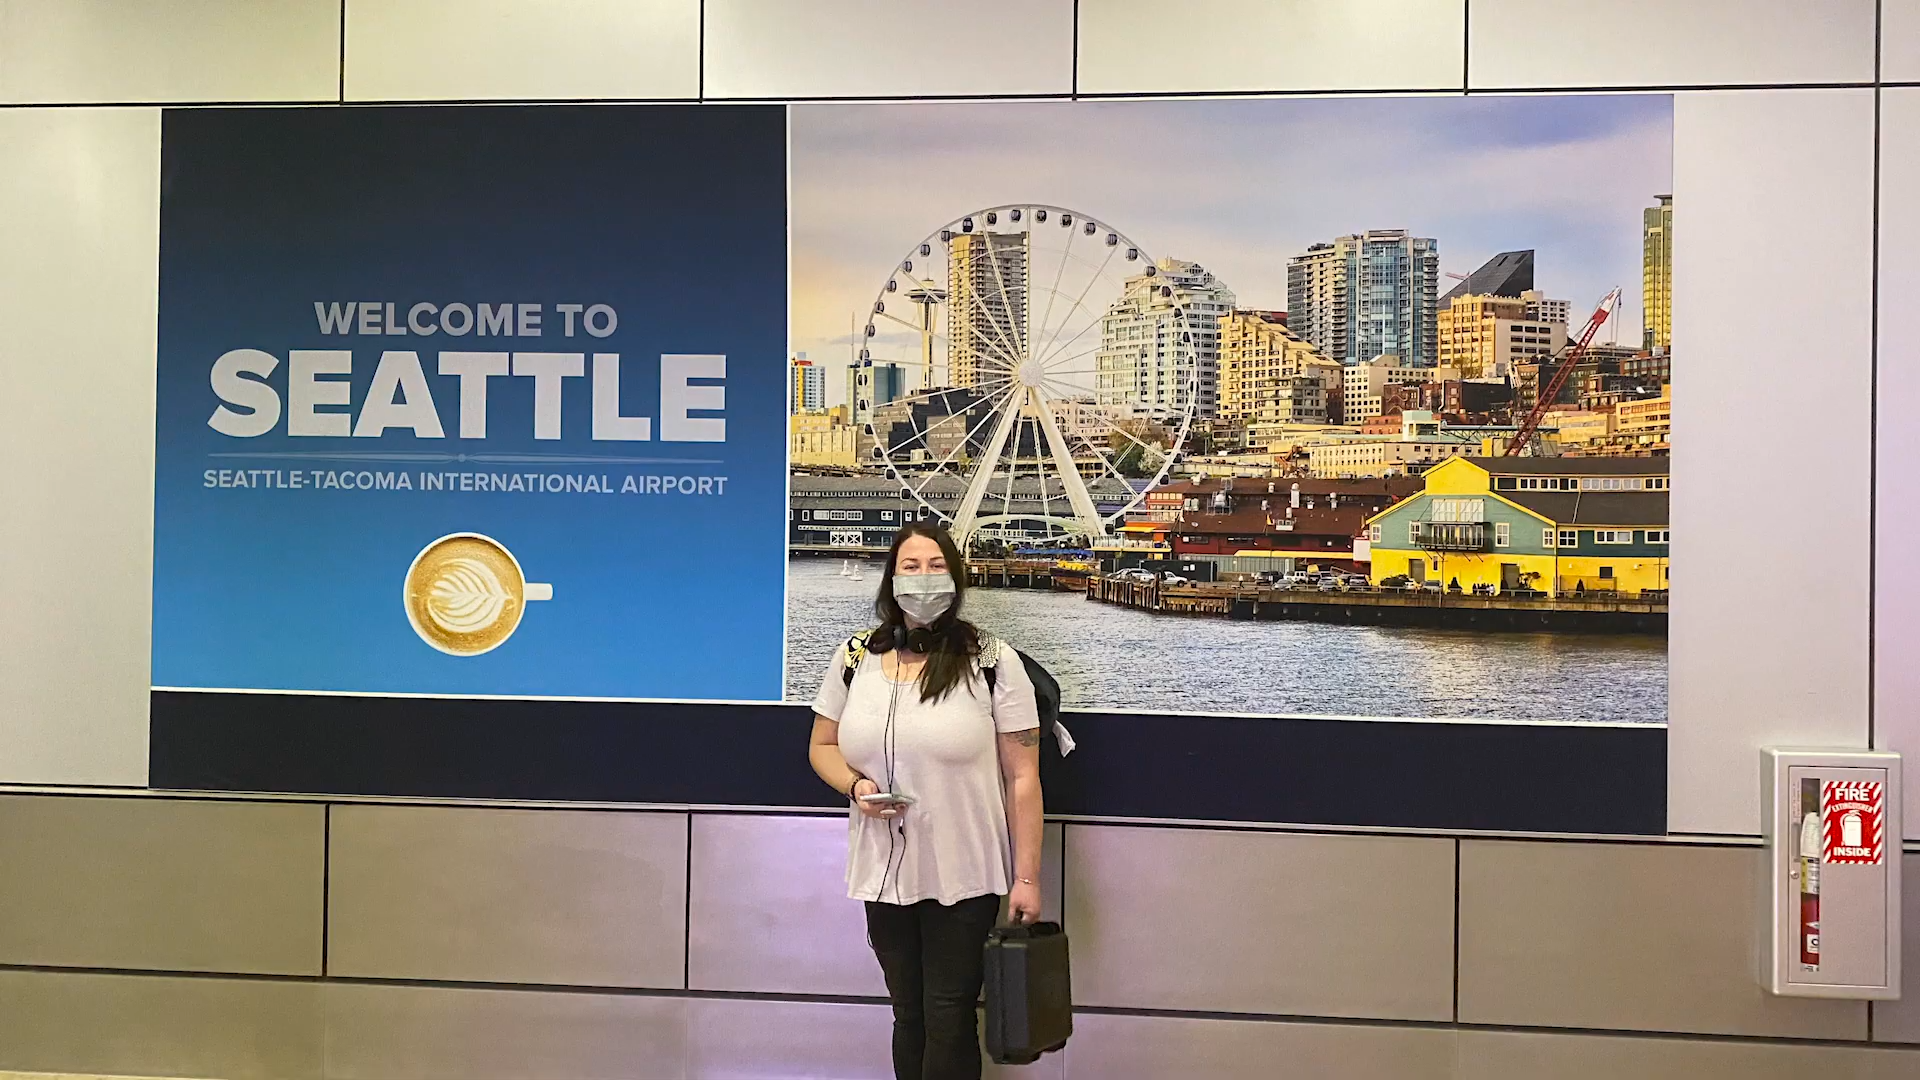 WELCOME TO
SEATTLE
SEATTLE-TACOMA INTERNATIONAL AIRPORT
FIRE
EXTINGUISHER
INSIDE